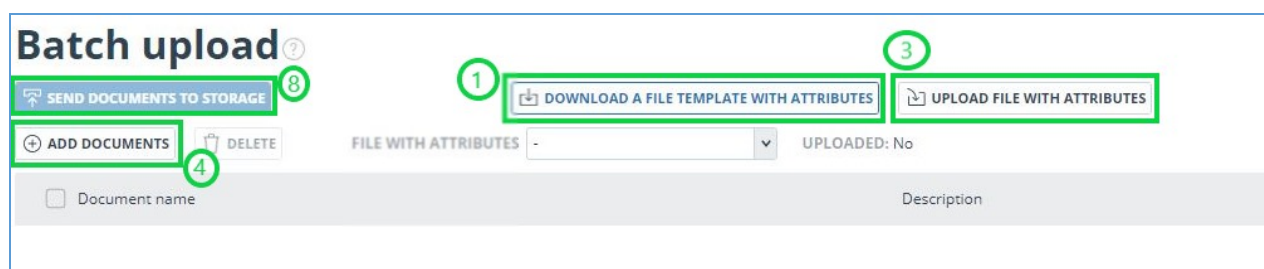 Batch upload ?
3
SEND DOCUMENTS TO STORAGE 8 1 DOWNLOAD A FILE TEMPLATE WITH ATTRIBUTES UPLOAD FILE WITH ATTRIBUTES
ADD DOCUMENTS DELETE FILE WITH ATTRIBUTES - UPLOADED: No
4
Document name Description